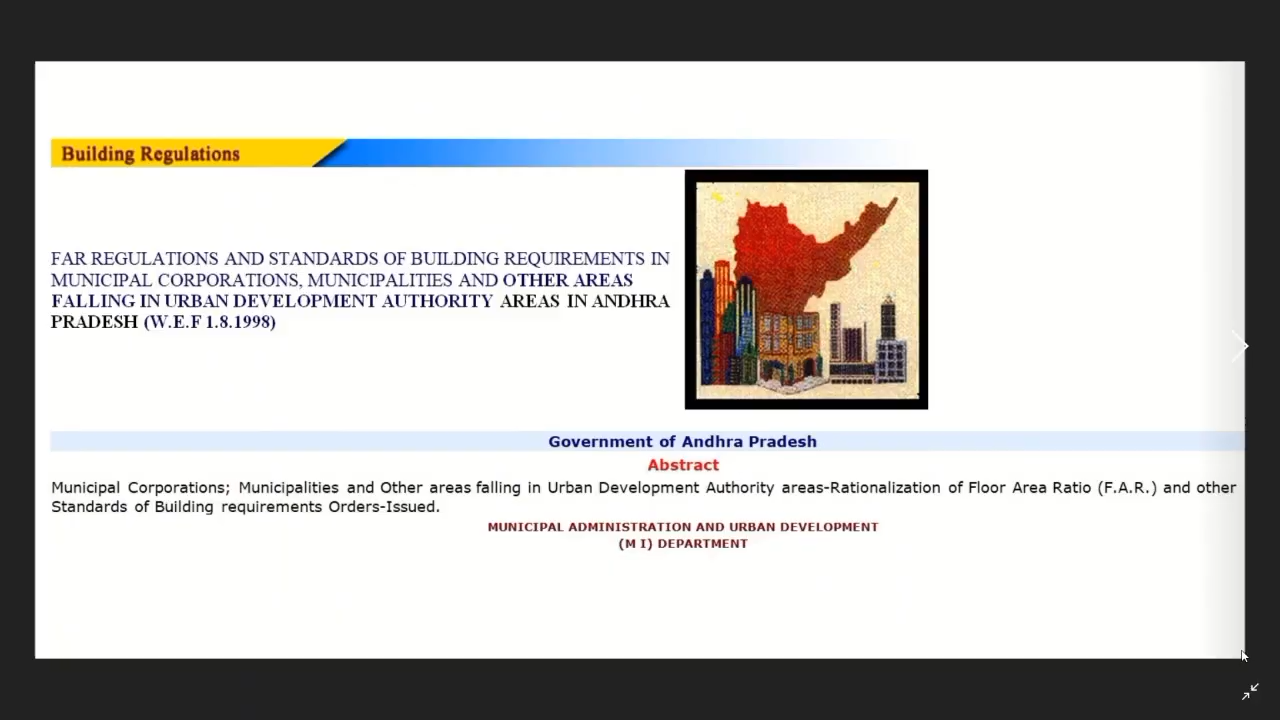 Building Regulations
FAR REGULATIONS AND STANDARDS OF BUILDING REQUIREMENTS IN
MUNICIPAL CORPORATIONS, MUNICIPALITIES AND OTHER AREAS
FALLING IN URBAN DEVELOPMENT AUTHORITY AREAS IN ANDHRA
PRADESH (W.E.F 1.8.1998)
Government of Andhra Pradesh
Abstract
Municipal Corporations; Municipalities and Other areas falling in Urban Development Authority areas-Rationalization of Floor Area Ratio (F.A.R.) and other
Standards of Building requirements Orders-Issued.
MUNICIPAL ADMINISTRATION AND URBAN DEVELOPMENT
(M I) DEPARTMENT